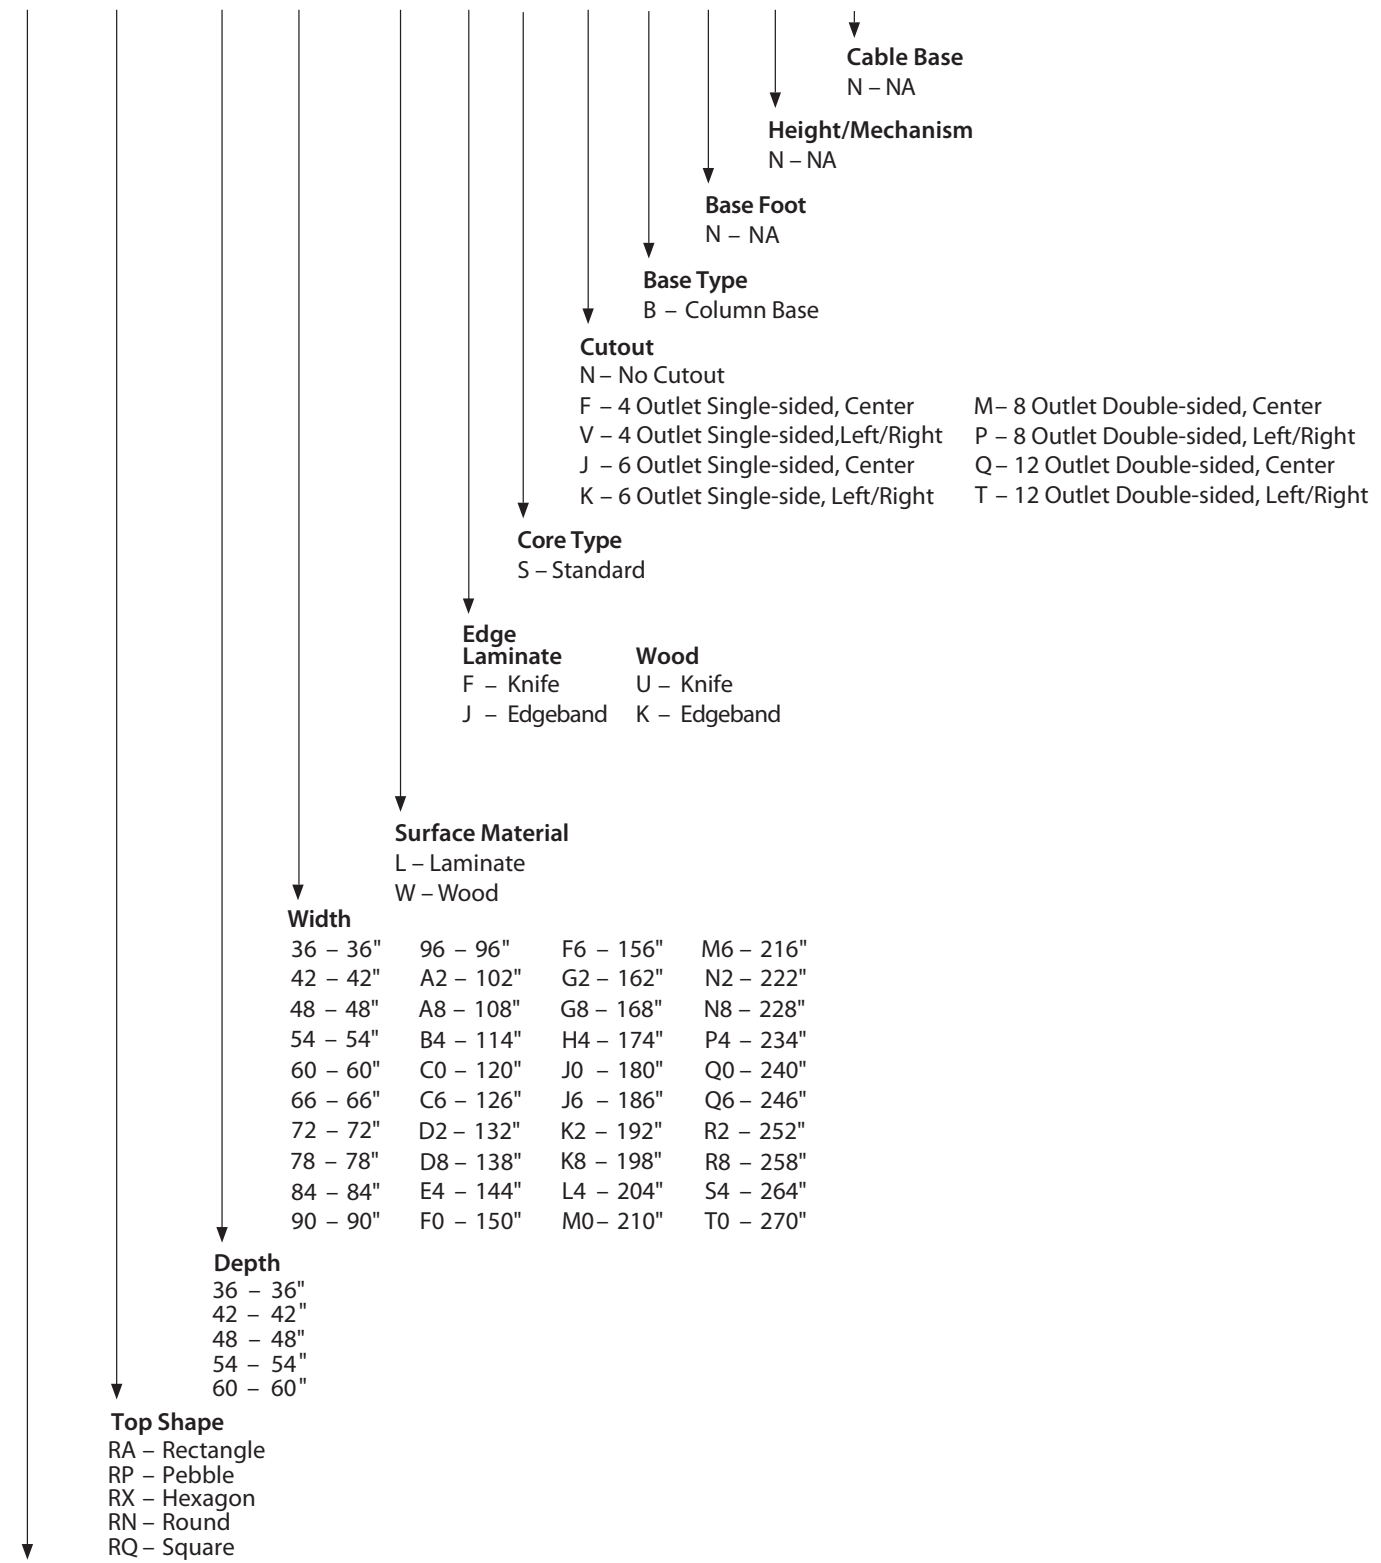 Cable Base
N – NA
Height/Mechanism
N – NA
Base Foot
N – NA
Base Type
B – Column Base
Cutout
N – No Cutout
F – 4 Outlet Single-sided, Center M– 8 Outlet Double-sided, Center
V – 4 Outlet Single-sided,Left/Right P – 8 Outlet Double-sided, Left/Right
J – 6 Outlet Single-sided, Center Q – 12 Outlet Double-sided, Center
K – 6 Outlet Single-side, Left/Right T – 12 Outlet Double-sided, Left/Right
Core Type
S – Standard
Edge
Laminate Wood
F – Knife U – Knife
J – Edgeband K – Edgeband
Surface Material
L – Laminate
W – Wood
Width
36 – 36" 96 – 96" F6 – 156" M6 – 216"
42 – 42" A2 – 102" G2 – 162" N2 – 222"
48 – 48" A8 – 108" G8 – 168" N8 – 228"
54 – 54" B4 – 114" H4 – 174" P4 – 234"
60 – 60" C0 – 120" J0 – 180" Q0 – 240"
66 – 66" C6 – 126" J6 – 186" Q6 – 246"
72 – 72" D2 – 132" K2 – 192" R2 – 252"
78 – 78" D8 – 138" K8 – 198" R8 – 258"
84 – 84" E4 – 144" L4 – 204" S4 – 264"
90 – 90" F0 – 150" M0 – 210" T0 – 270"
Depth
36 – 36"
42 – 42"
48 – 48"
54 – 54"
60 – 60"
Top Shape
RA – Rectangle
RP – Pebble
RX – Hexagon
RN – Round
RQ – Square